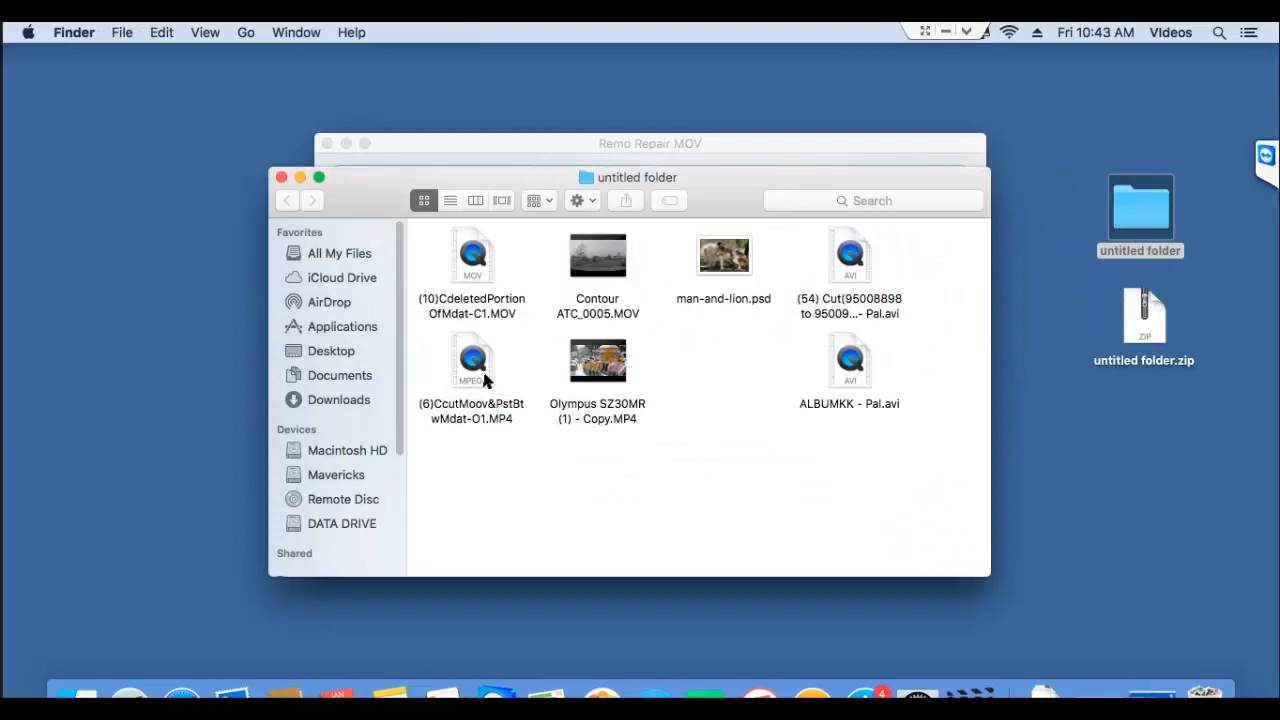 Finder File Edit View Go Window Help Fri 10:43 AM VIdeos
Remo Repair MOV
untitled folder
Search
Favorites
All My Files
iCloud Drive
AirDrop
Applications
Desktop
Documents
Downloads
Devices
Macintosh HD
Mavericks
Remote Disc
DATA DRIVE
Shared
MOV
(10)CdeletedPortion
OfMdat-C1.MOV
Contour
ATC_0005.MOV
man-and-lion.psd
AVI
(54) Cut(95008898
to 95009...- Pal.avi
MPEG
(6)CcutMoov&PstBt
wMdat-O1.MP4
Olympus SZ30MR
(1) - Copy.MP4
AVI
ALBUMKK - Pal.avi
untitled folder
ZIP
untitled folder.zip
4